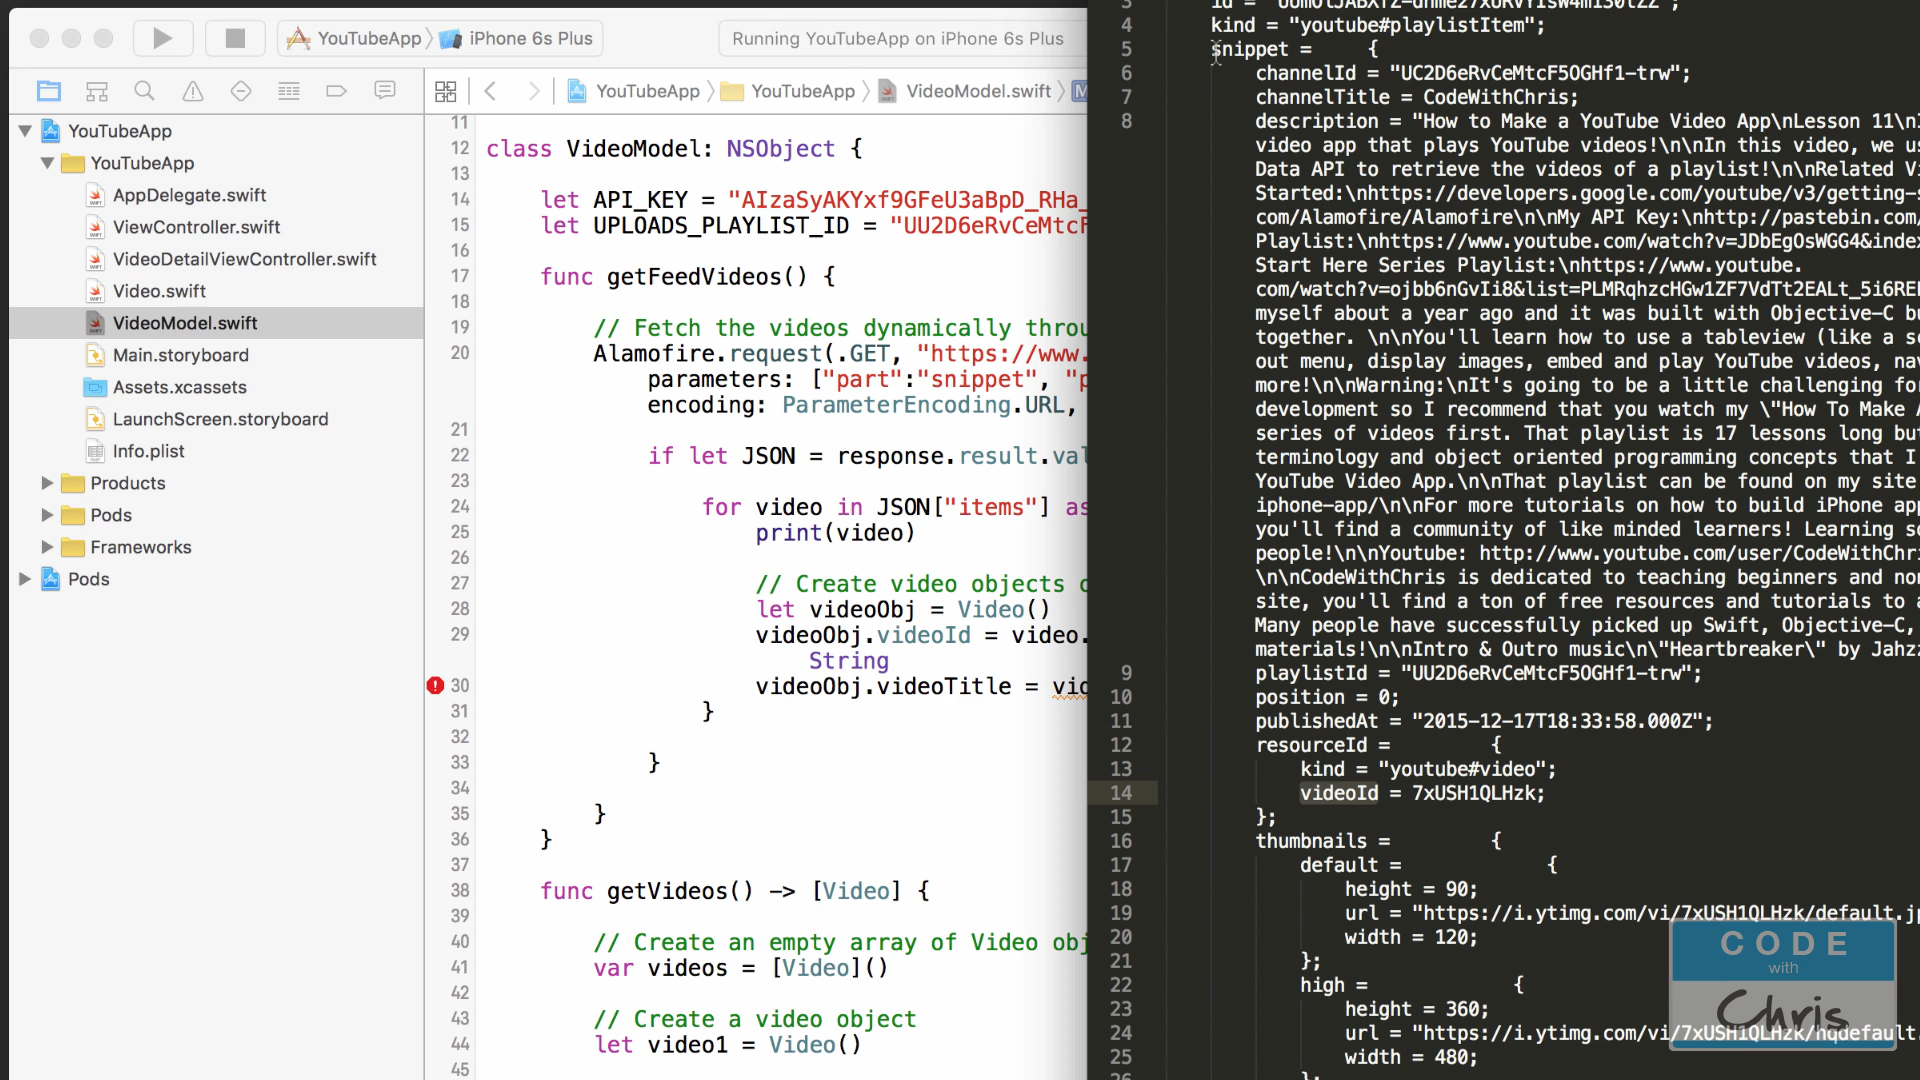 YouTubeApp
iPhone 6s Plus
Running YouTubeApp on iPhone 6s Plus
YouTubeApp
YouTubeApp
VideoModel.swift
YouTubeApp
YouTubeApp
AppDelegate.swift
ViewController.swift
VideoDetailViewController.swift
Video.swift
VideoModel.swift
Main.storyboard
Assets.xcassets
LaunchScreen.storyboard
Info.plist
Products
Pods
Frameworks
Pods
11
12 class VideoModel: NSObject {
13
14 let API_KEY = "AIzaSyAKYxf9GFeU3aBpD_RHa_
15 let UPLOADS_PLAYLIST_ID = "UU2D6eRvCeMtcF
16
17 func getFeedVideos() {
18
19 // Fetch the videos dynamically throu
20 Alamofire.request(.GET, "https://www.
parameters: ["part":"snippet", "p
encoding: ParameterEncoding.URL,
21
22 if let JSON = response.result.val
23
24 for video in JSON["items"] as
25 print(video)
26
27 // Create video objects o
28 let videoObj = Video()
29 videoObj.videoId = video.
String
30 videoObj.videoTitle = vid
31 }
32
33 }
34
35 }
36 }
37
38 func getVideos() -> [Video] {
39
40 // Create an empty array of Video obj
41 var videos = [Video]()
42
43 // Create a video object
44 let video1 = Video()
45
3
4 kind = "youtube#playlistItem";
5 snippet = {
6 channelId = "UC2D6eRvCeMtcF5OGHf1-trw";
7 channelTitle = CodeWithChris;
8 description = "How to Make a YouTube Video App\nLesson 11\n
video app that plays YouTube videos!\n\nIn this video, we us
Data API to retrieve the videos of a playlist!\n\nRelated Vi
Started:\nhttps://developers.google.com/youtube/v3/getting-s
com/Alamofire/Alamofire\n\nMy API Key:\nhttp://pastebin.com/
Playlist:\nhttps://www.youtube.com/watch?v=JDbEgOsWGG4&index
Start Here Series Playlist:\nhttps://www.youtube.
com/watch?v=ojbb6nGvIi8&list=PLMRqhzcHGw1ZF7VdTt2EALt_5i6RE
myself about a year ago and it was built with Objective-C bu
together. \n\nYou'll learn how to use a tableview (like a sc
out menu, display images, embed and play YouTube videos, nav
more!\n\nWarning:\nIt's going to be a little challenging for
development so I recommend that you watch my \"How To Make A
series of videos first. That playlist is 17 lessons long but
terminology and object oriented programming concepts that I
YouTube Video App.\n\nThat playlist can be found on my site
iphone-app/\n\nFor more tutorials on how to build iPhone app
you'll find a community of like minded learners! Learning so
people!\n\nYoutube: http://www.youtube.com/user/CodeWithChri
\n\nCodeWithChris is dedicated to teaching beginners and non
site, you'll find a ton of free resources and tutorials to a
Many people have successfully picked up Swift, Objective-C,
materials!\n\nIntro & Outro music\n\"Heartbreaker\" by Jahzz
9 playlistId = "UU2D6eRvCeMtcF5OGHf1-trw";
10 position = 0;
11 publishedAt = "2015-12-17T18:33:58.000Z";
12 resourceId = {
13 kind = "youtube#video";
14 videoId = 7xUSH1QLHzk;
15 };
16 thumbnails = {
17 default = {
18 height = 90;
19 url = "https://i.ytimg.com/vi/7xUSH1QLHzk/default.jp
20 width = 120;
21 };
22 high = {
23 height = 360;
24 url = "https://i.ytimg.com/vi/7xUSH1QLHzk/hqdefault.
25 width = 480;
CODE
with
Chris